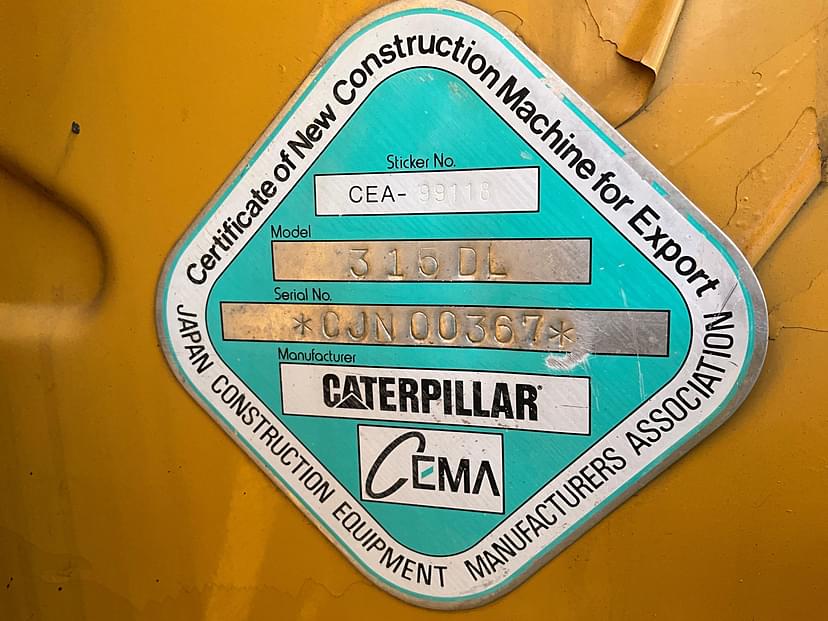 Certificate of New Construction Machine for Export
Sticker No.
CEA-99118
Model
315DL
Serial No.
*CJN00367*
Manufacturer
CATERPILLAR
CEMA
JAPAN CONSTRUCTION EQUIPMENT MANUFACTURERS ASSOCIATION